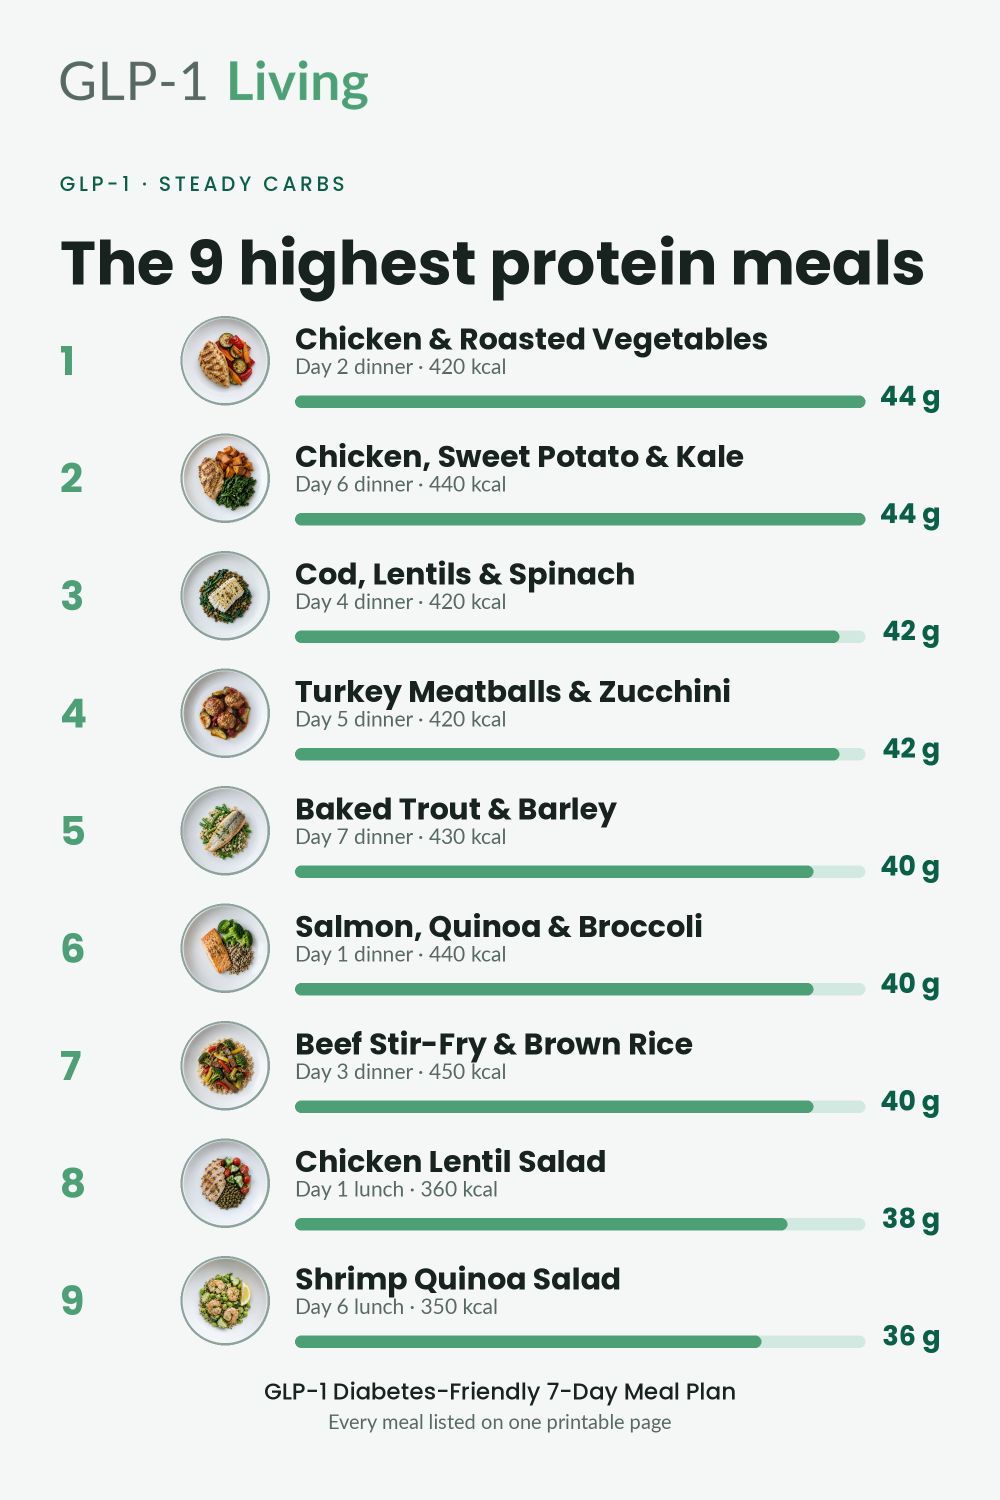 GLP-1 Living
GLP-1 · STEADY CARBS
The 9 highest protein meals
1
Chicken & Roasted Vegetables
Day 2 dinner · 420 kcal
44 g
2
Chicken, Sweet Potato & Kale
Day 6 dinner · 440 kcal
44 g
3
Cod, Lentils & Spinach
Day 4 dinner · 420 kcal
42 g
4
Turkey Meatballs & Zucchini
Day 5 dinner · 420 kcal
42 g
5
Baked Trout & Barley
Day 7 dinner · 430 kcal
40 g
6
Salmon, Quinoa & Broccoli
Day 1 dinner · 440 kcal
40 g
7
Beef Stir-Fry & Brown Rice
Day 3 dinner · 450 kcal
40 g
8
Chicken Lentil Salad
Day 1 lunch · 360 kcal
38 g
9
Shrimp Quinoa Salad
Day 6 lunch · 350 kcal
36 g
GLP-1 Diabetes-Friendly 7-Day Meal Plan
Every meal listed on one printable page